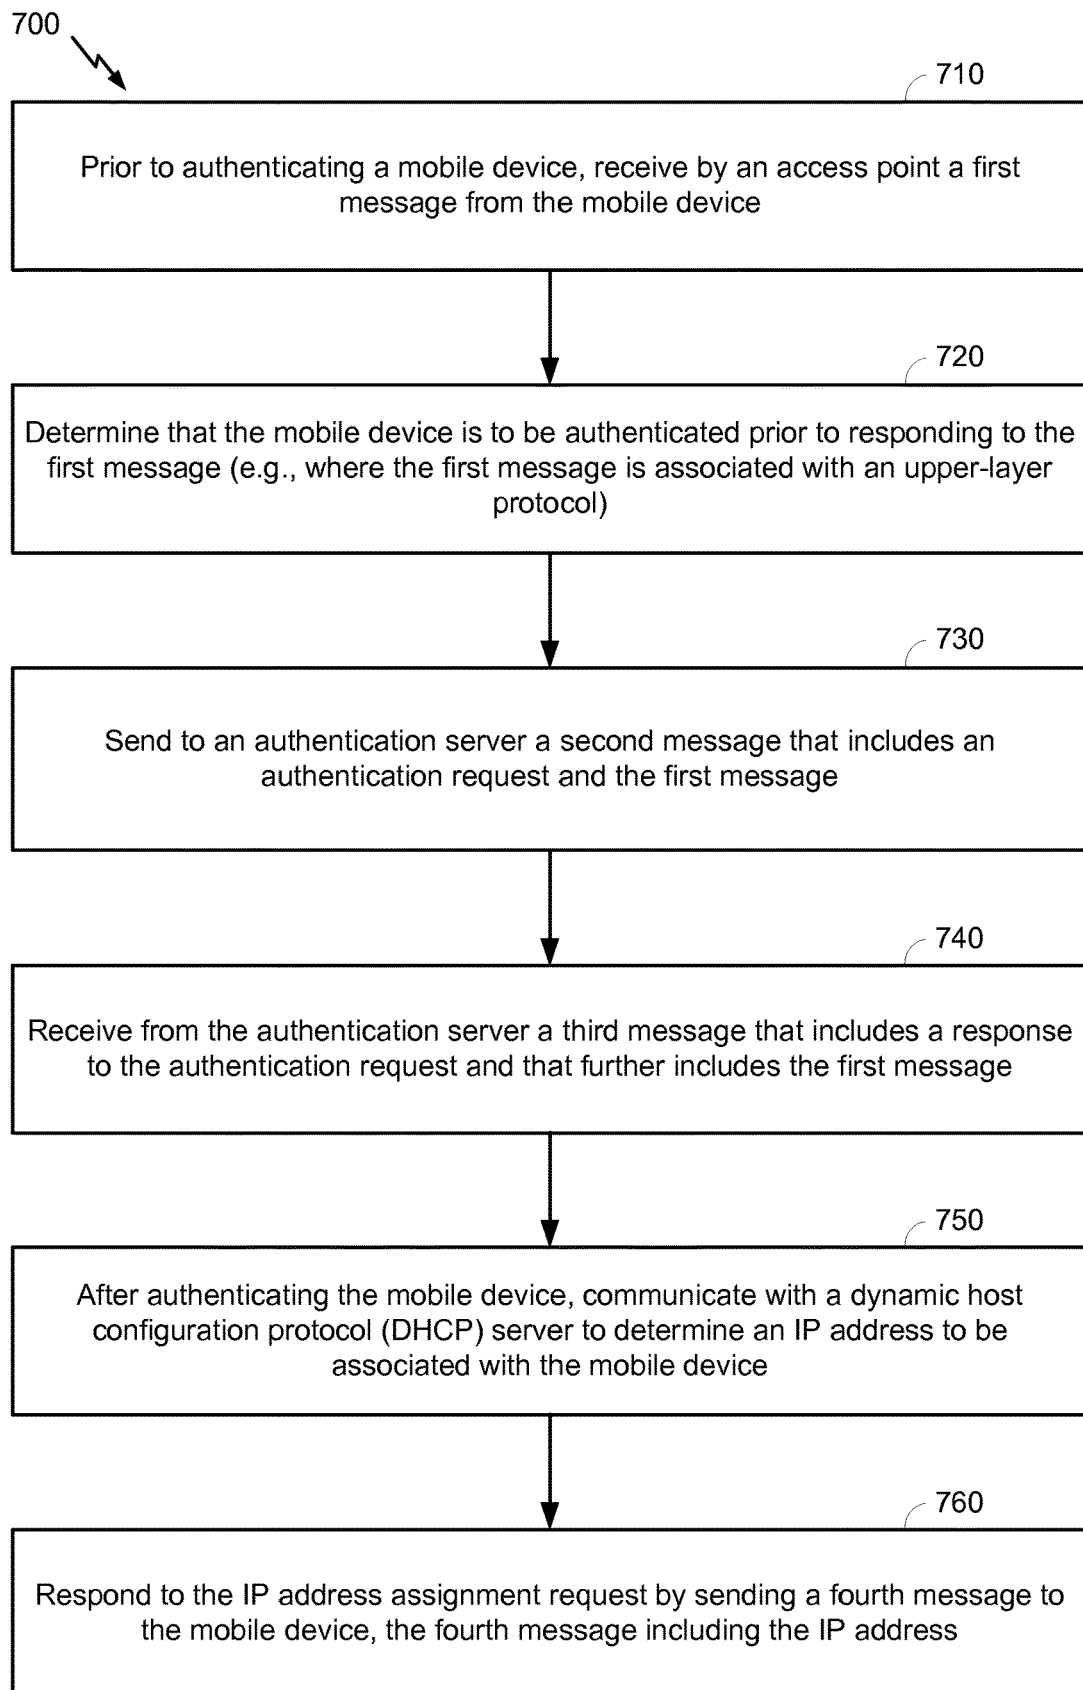 700
710
Prior to authenticating a mobile device, receive by an access point a first
message from the mobile device
720
Determine that the mobile device is to be authenticated prior to responding to the
first message (e.g., where the first message is associated with an upper-layer
protocol)
730
Send to an authentication server a second message that includes an
authentication request and the first message
740
Receive from the authentication server a third message that includes a response
to the authentication request and that further includes the first message
750
After authenticating the mobile device, communicate with a dynamic host
configuration protocol (DHCP) server to determine an IP address to be
associated with the mobile device
760
Respond to the IP address assignment request by sending a fourth message to
the mobile device, the fourth message including the IP address